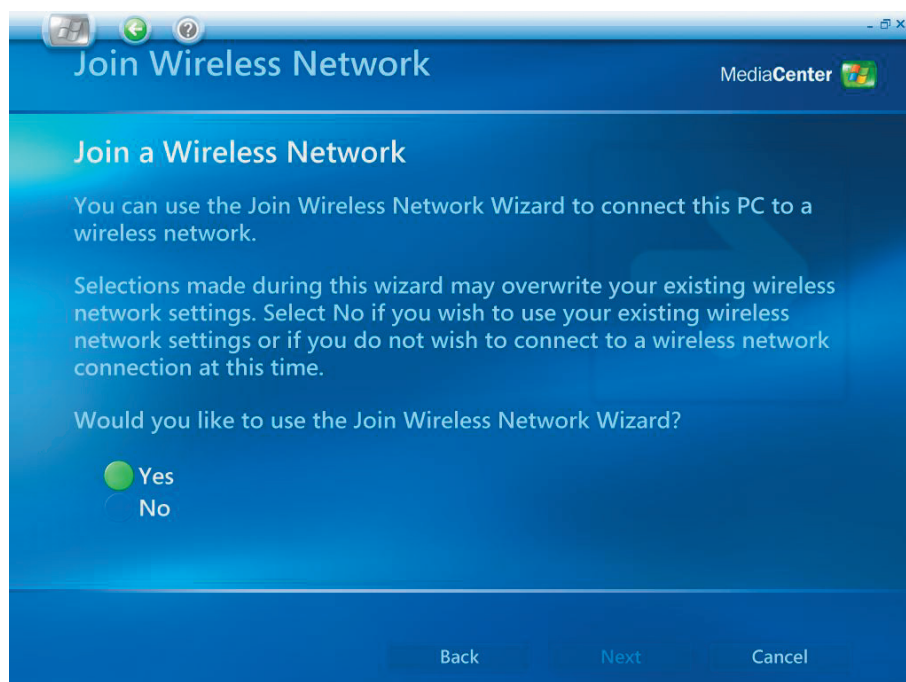 Join Wireless Network
MediaCenter
Join a Wireless Network
You can use the Join Wireless Network Wizard to connect this PC to a
wireless network.
Selections made during this wizard may overwrite your existing wireless
network settings. Select No if you wish to use your existing wireless
network settings or if you do not wish to connect to a wireless network
connection at this time.
Would you like to use the Join Wireless Network Wizard?
Yes
No
Back Next Cancel